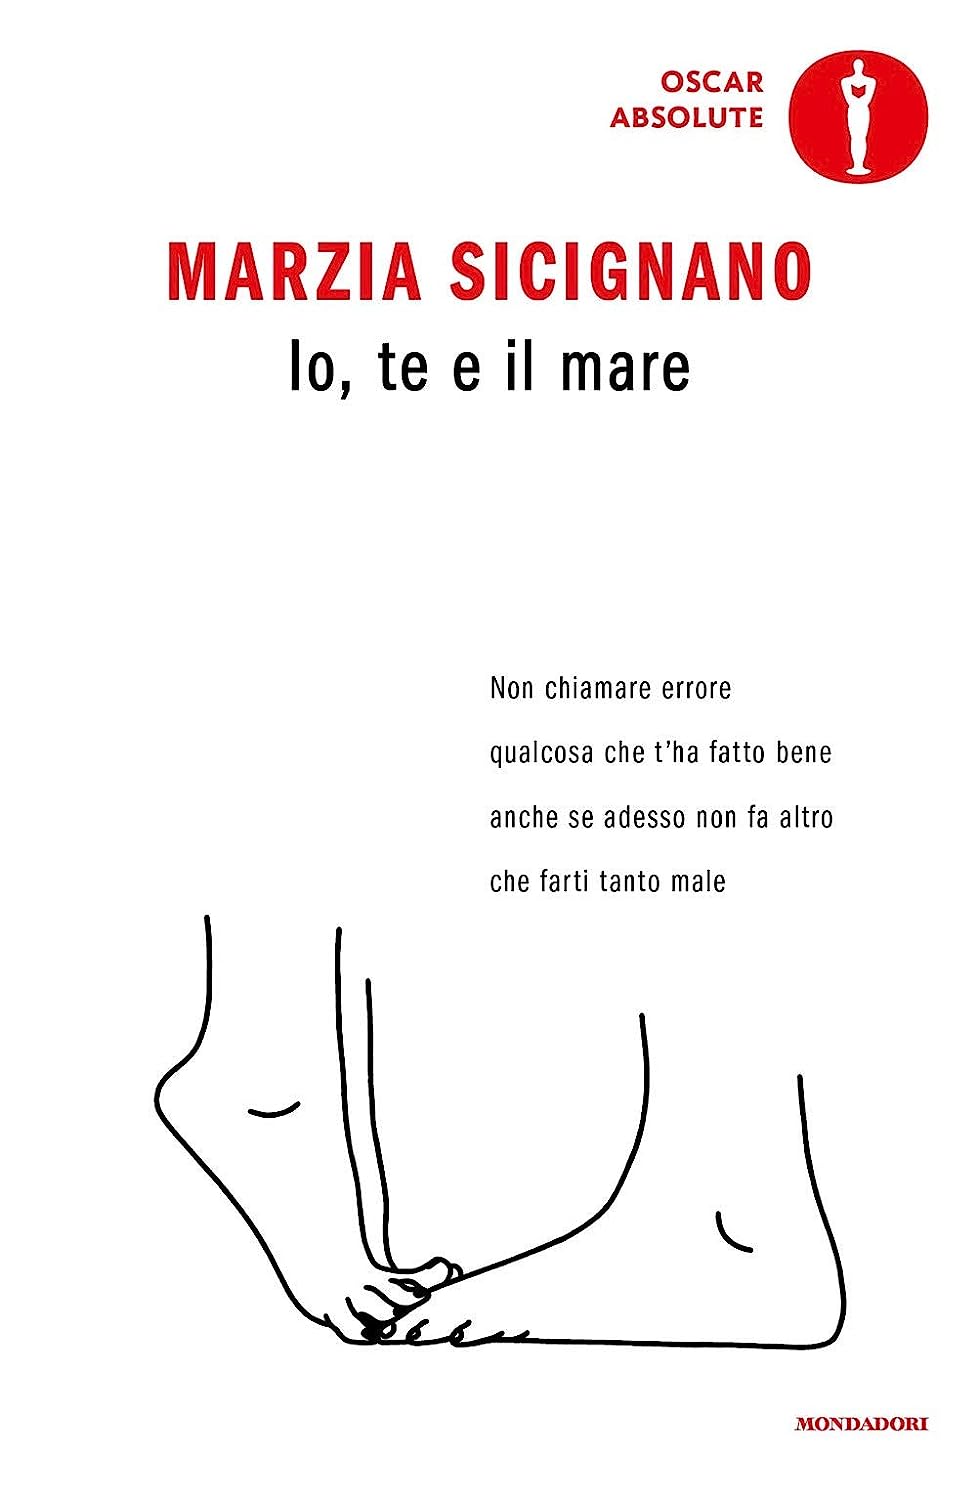 OSCAR
ABSOLUTE
MARZIA SICIGNANO
Io, te e il mare
Non chiamare errore
qualcosa che t’ha fatto bene
anche se adesso non fa altro
che farti tanto male
MONDADORI